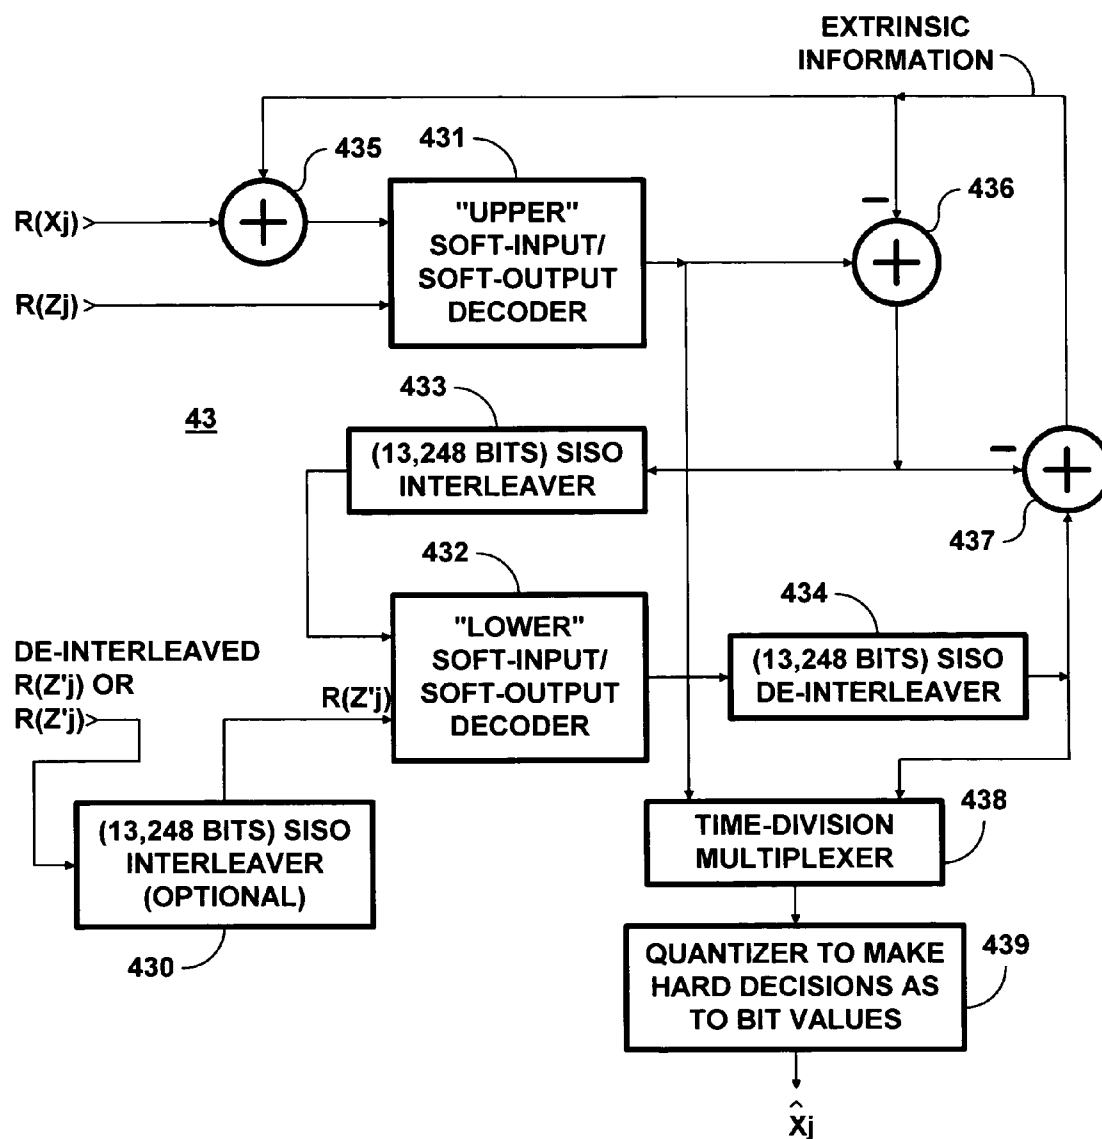 EXTRINSIC
INFORMATION
435
431
436
R(Xj)
"UPPER"
SOFT-INPUT/
SOFT-OUTPUT
DECODER
R(Zj)
433
43
(13,248 BITS) SISO
INTERLEAVER
437
432
434
"LOWER"
SOFT-INPUT/
SOFT-OUTPUT
DECODER
(13,248 BITS) SISO
DE-INTERLEAVER
DE-INTERLEAVED
R(Z'j) OR
R(Z'j)
R(Z'j)
438
(13,248 BITS) SISO
INTERLEAVER
(OPTIONAL)
TIME-DIVISION
MULTIPLEXER
430
439
QUANTIZER TO MAKE
HARD DECISIONS AS
TO BIT VALUES
X̂j